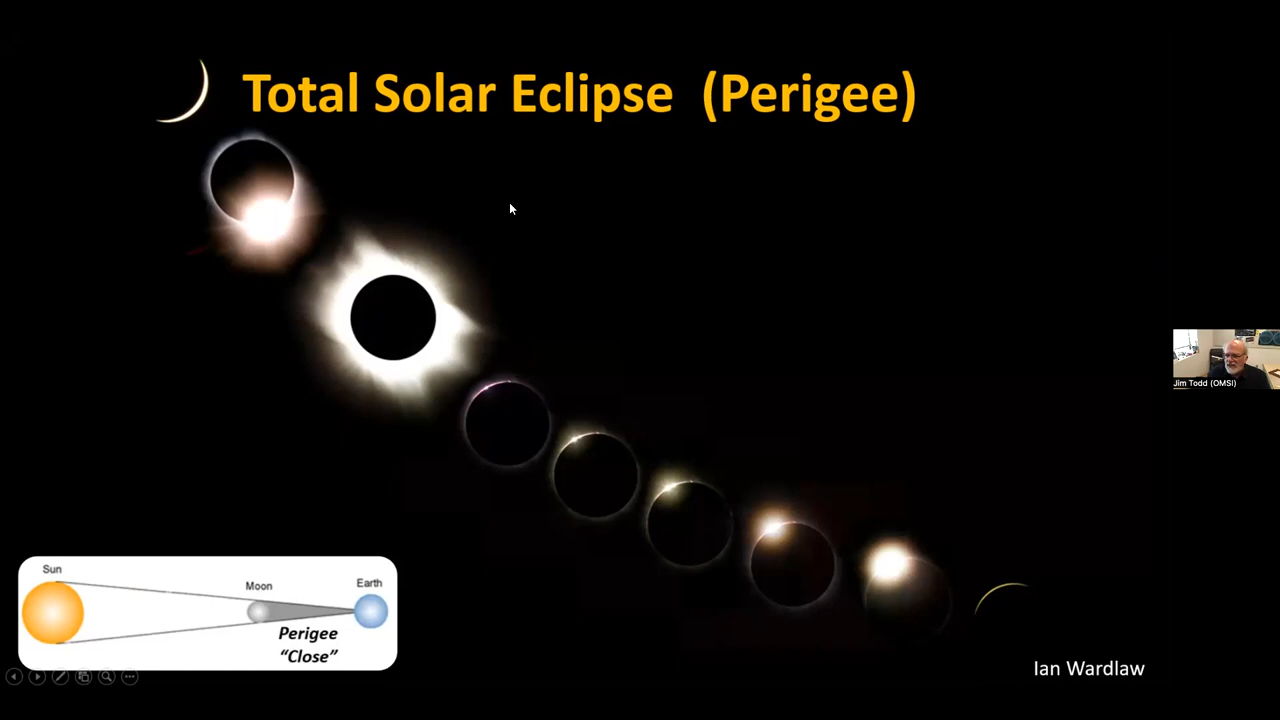 Total Solar Eclipse (Perigee)
Jim Todd (OMSI)
Sun
Moon
Earth
Perigee
“Close”
Ian Wardlaw